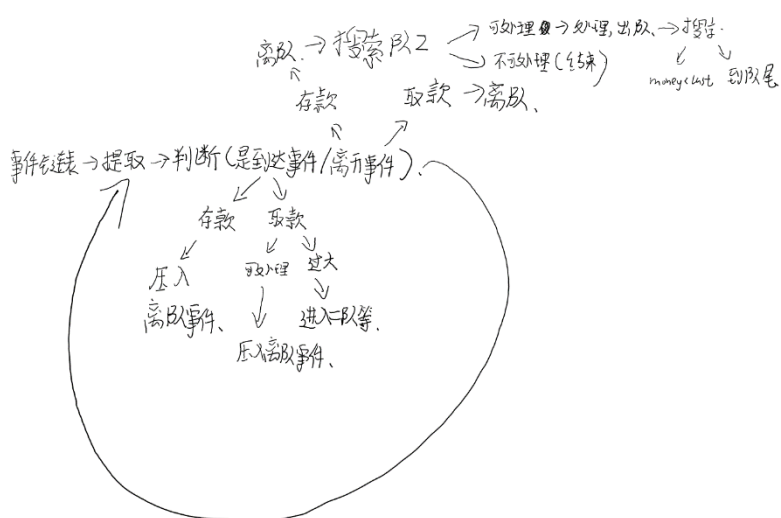 离队.→搜索队2
可处理→处理,出队.→搜索.
不可处理(结束)
money<last 到队尾
存款 取款→离队、
事件链表→提取→判断(是到达事件/离开事件)、
存款 取款
压入 可处理 过大
离队事件、 进入二队等.
压入离队事件、